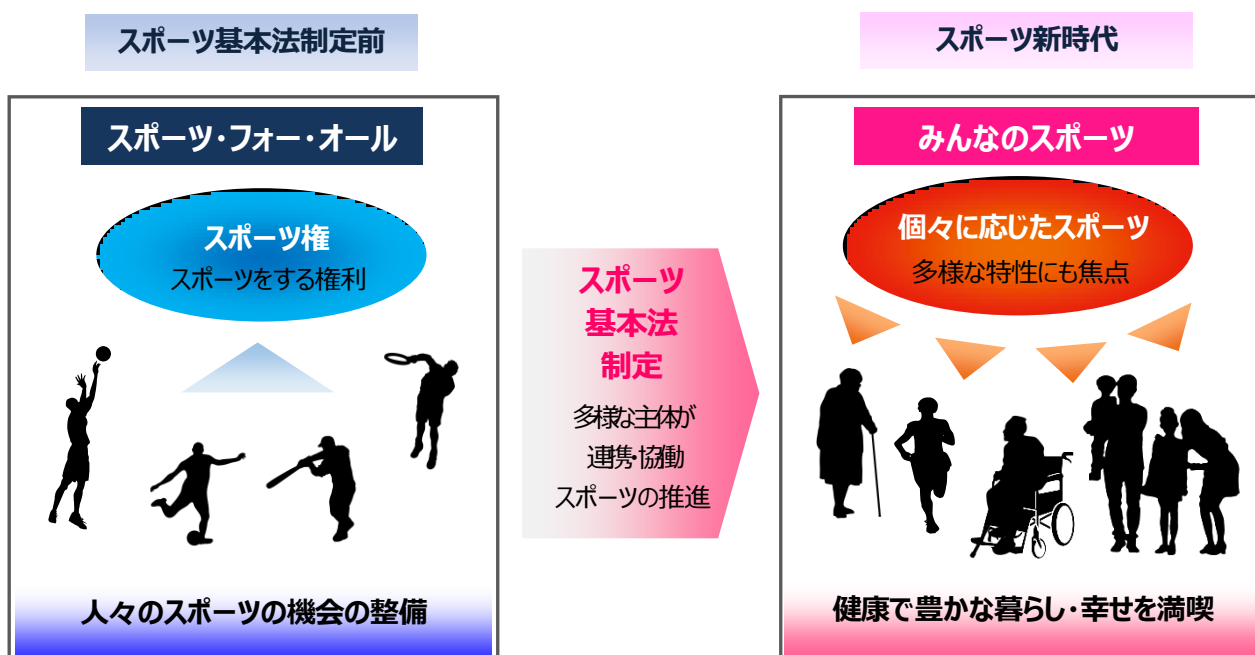 スポーツ基本法制定前
スポーツ・フォー・オール
スポーツ権
スポーツをする権利
人々のスポーツの機会の整備
スポーツ
基本法
制定
多様な主体が
連携・協働
スポーツの推進
スポーツ新時代
みんなのスポーツ
個々に応じたスポーツ
多様な特性にも焦点
健康で豊かな暮らし・幸せを満喫